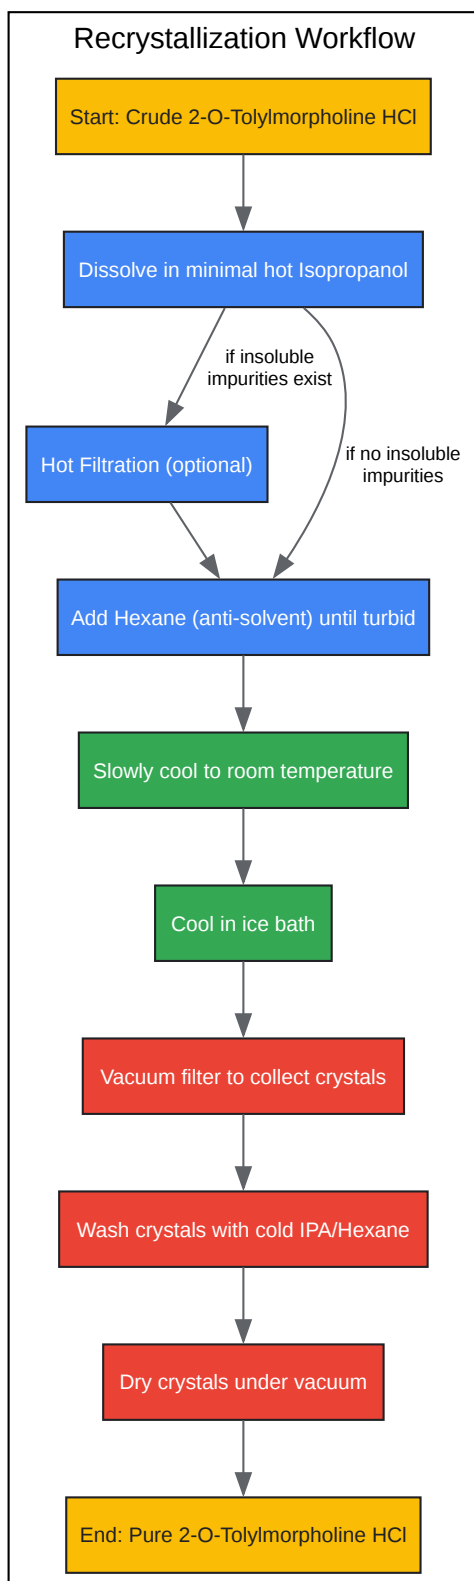 Recrystallization Workflow
Start: Crude 2-O-Tolylmorpholine HCl
Dissolve in minimal hot Isopropanol
if insoluble
impurities exist
Hot Filtration (optional)
if no insoluble
impurities
Add Hexane (anti-solvent) until turbid
Slowly cool to room temperature
Cool in ice bath
Vacuum filter to collect crystals
Wash crystals with cold IPA/Hexane
Dry crystals under vacuum
End: Pure 2-O-Tolylmorpholine HCl